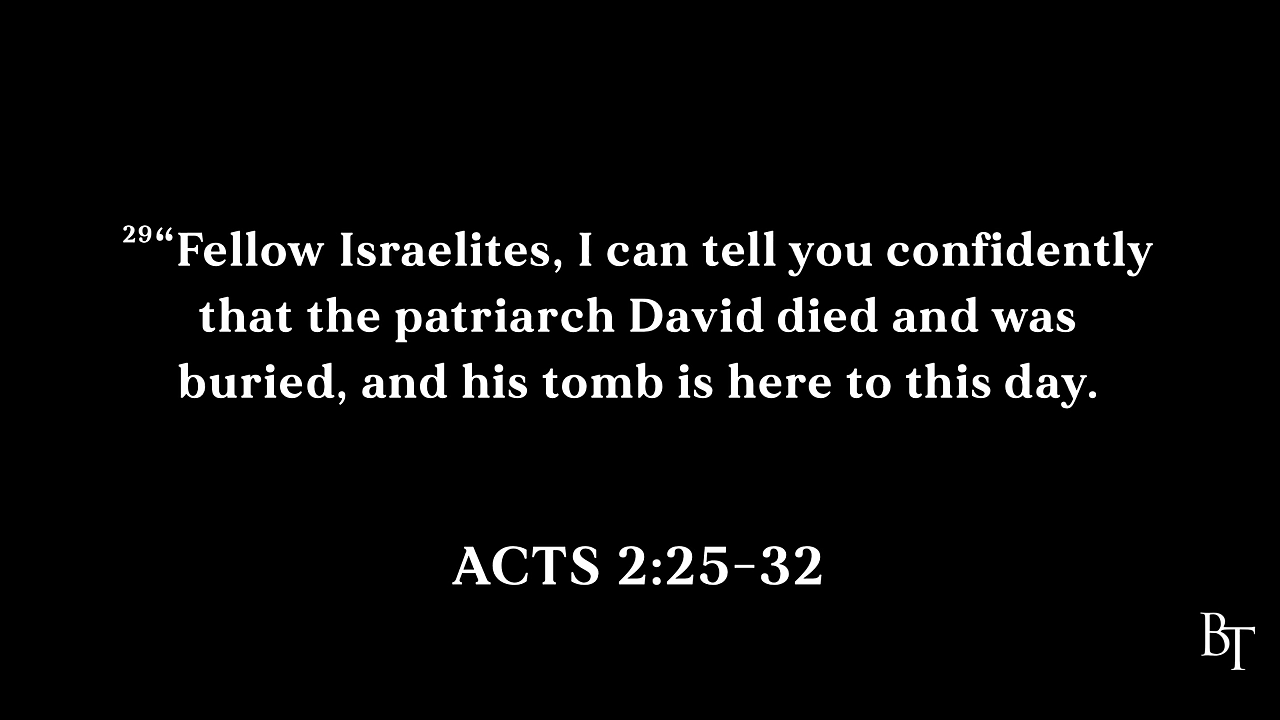 29“Fellow Israelites, I can tell you confidently
that the patriarch David died and was
buried, and his tomb is here to this day.
ACTS 2:25-32
BT